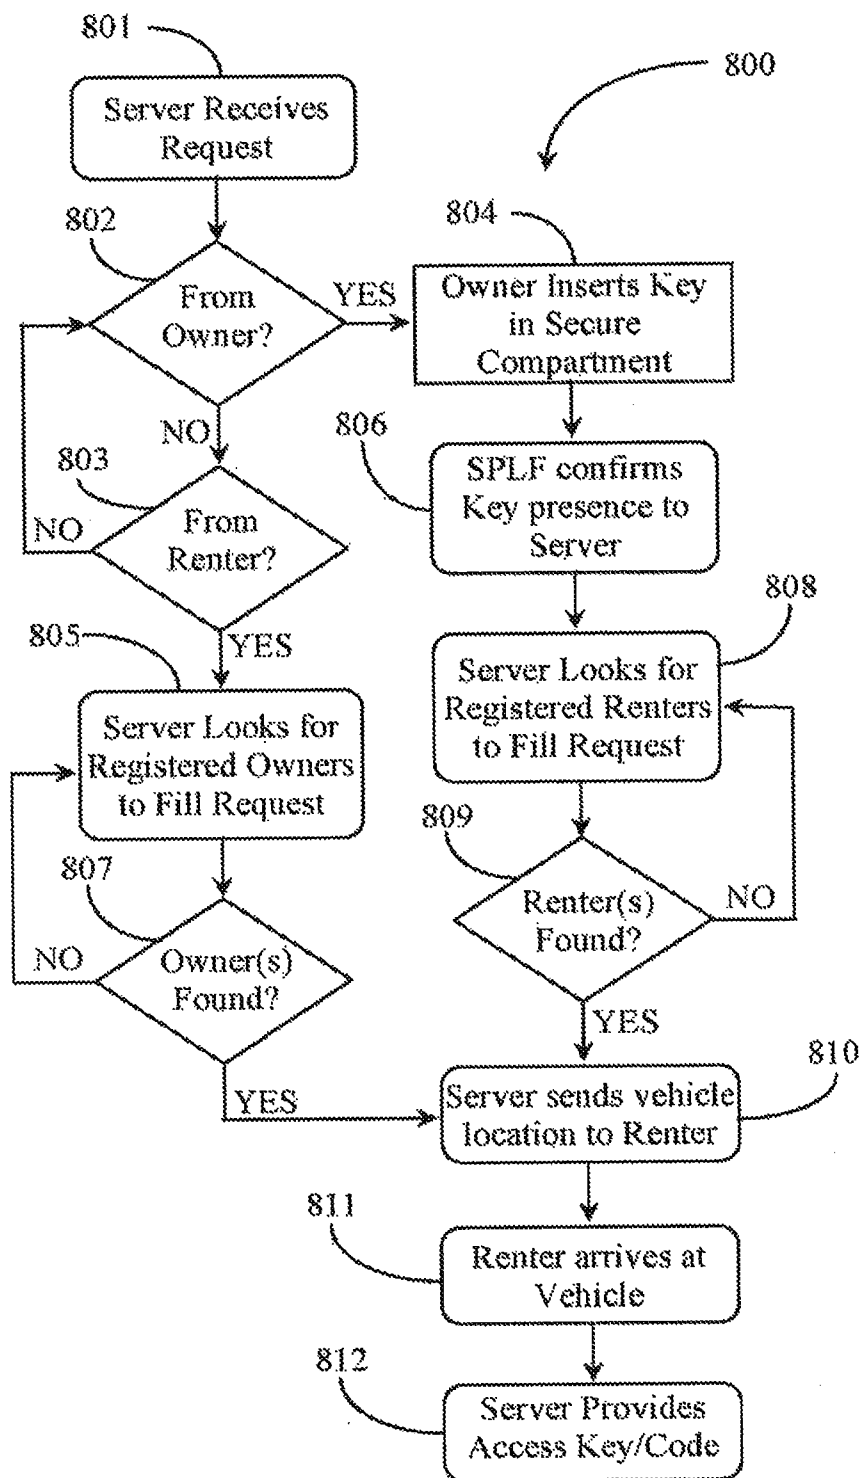 801
800
Server Receives
Request
802
804
From
Owner?
YES
Owner Inserts Key
in Secure
Compartment
NO
806
803
SPLF confirms
Key presence to
Server
From
Renter?
NO
808
805
YES
Server Looks for
Registered Renters
to Fill Request
Server Looks for
Registered Owners
to Fill Request
809
807
Renter(s)
Found?
NO
Owner(s)
Found?
NO
YES
810
YES
Server sends vehicle
location to Renter
811
Renter arrives at
Vehicle
812
Server Provides
Access Key/Code